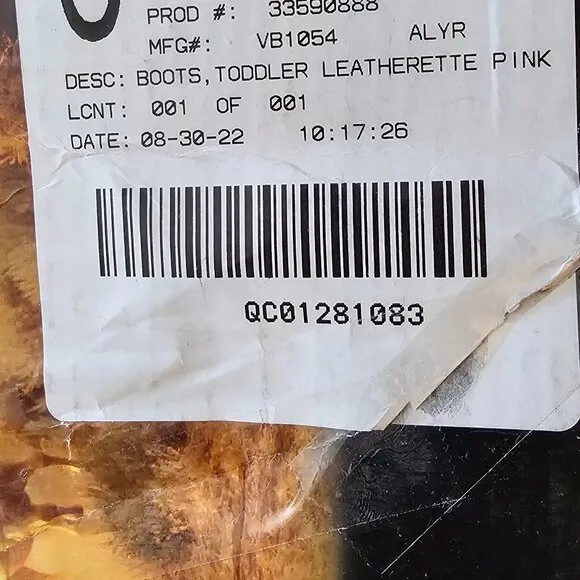 PROD #: 33590888
MFG#: VB1054 ALYR
DESC: BOOTS,TODDLER LEATHERETTE PINK
LCNT: 001 OF 001
DATE: 08-30-22 10:17:26
QC01281083